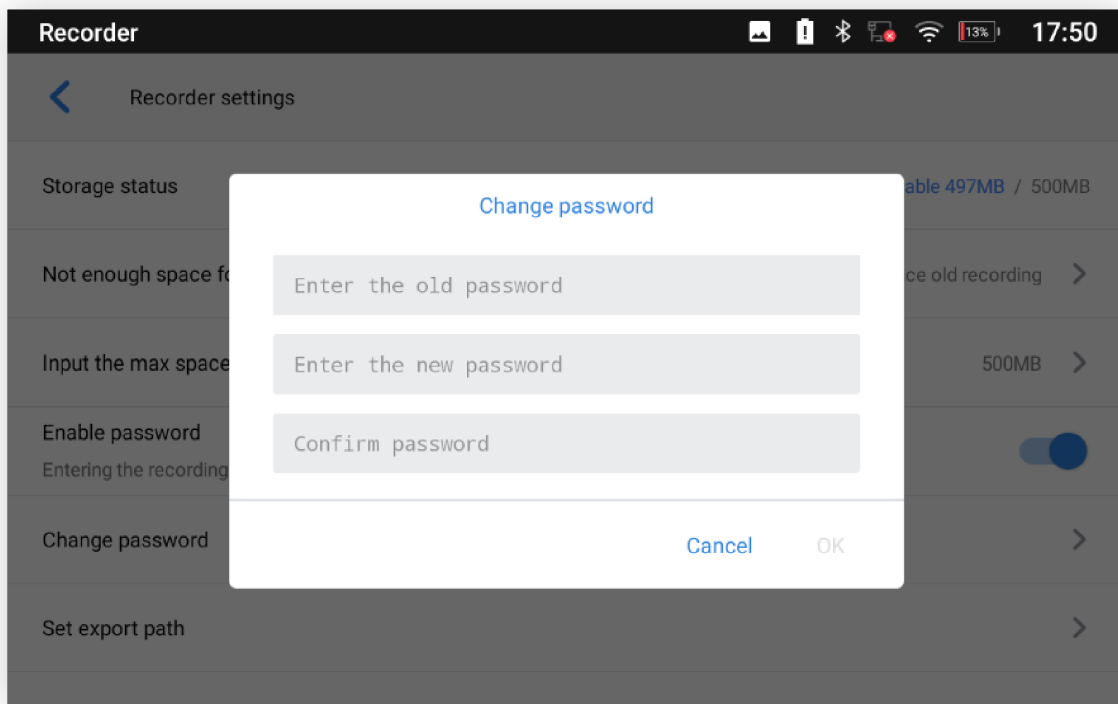 Recorder
13%
17:50
Recorder settings
Storage status
able 497MB / 500MB
Change password
Not enough space fo
ce old recording
Enter the old password
Input the max space
500MB
Enter the new password
Enable password
Entering the recording
Confirm password
Change password
Cancel
OK
Set export path